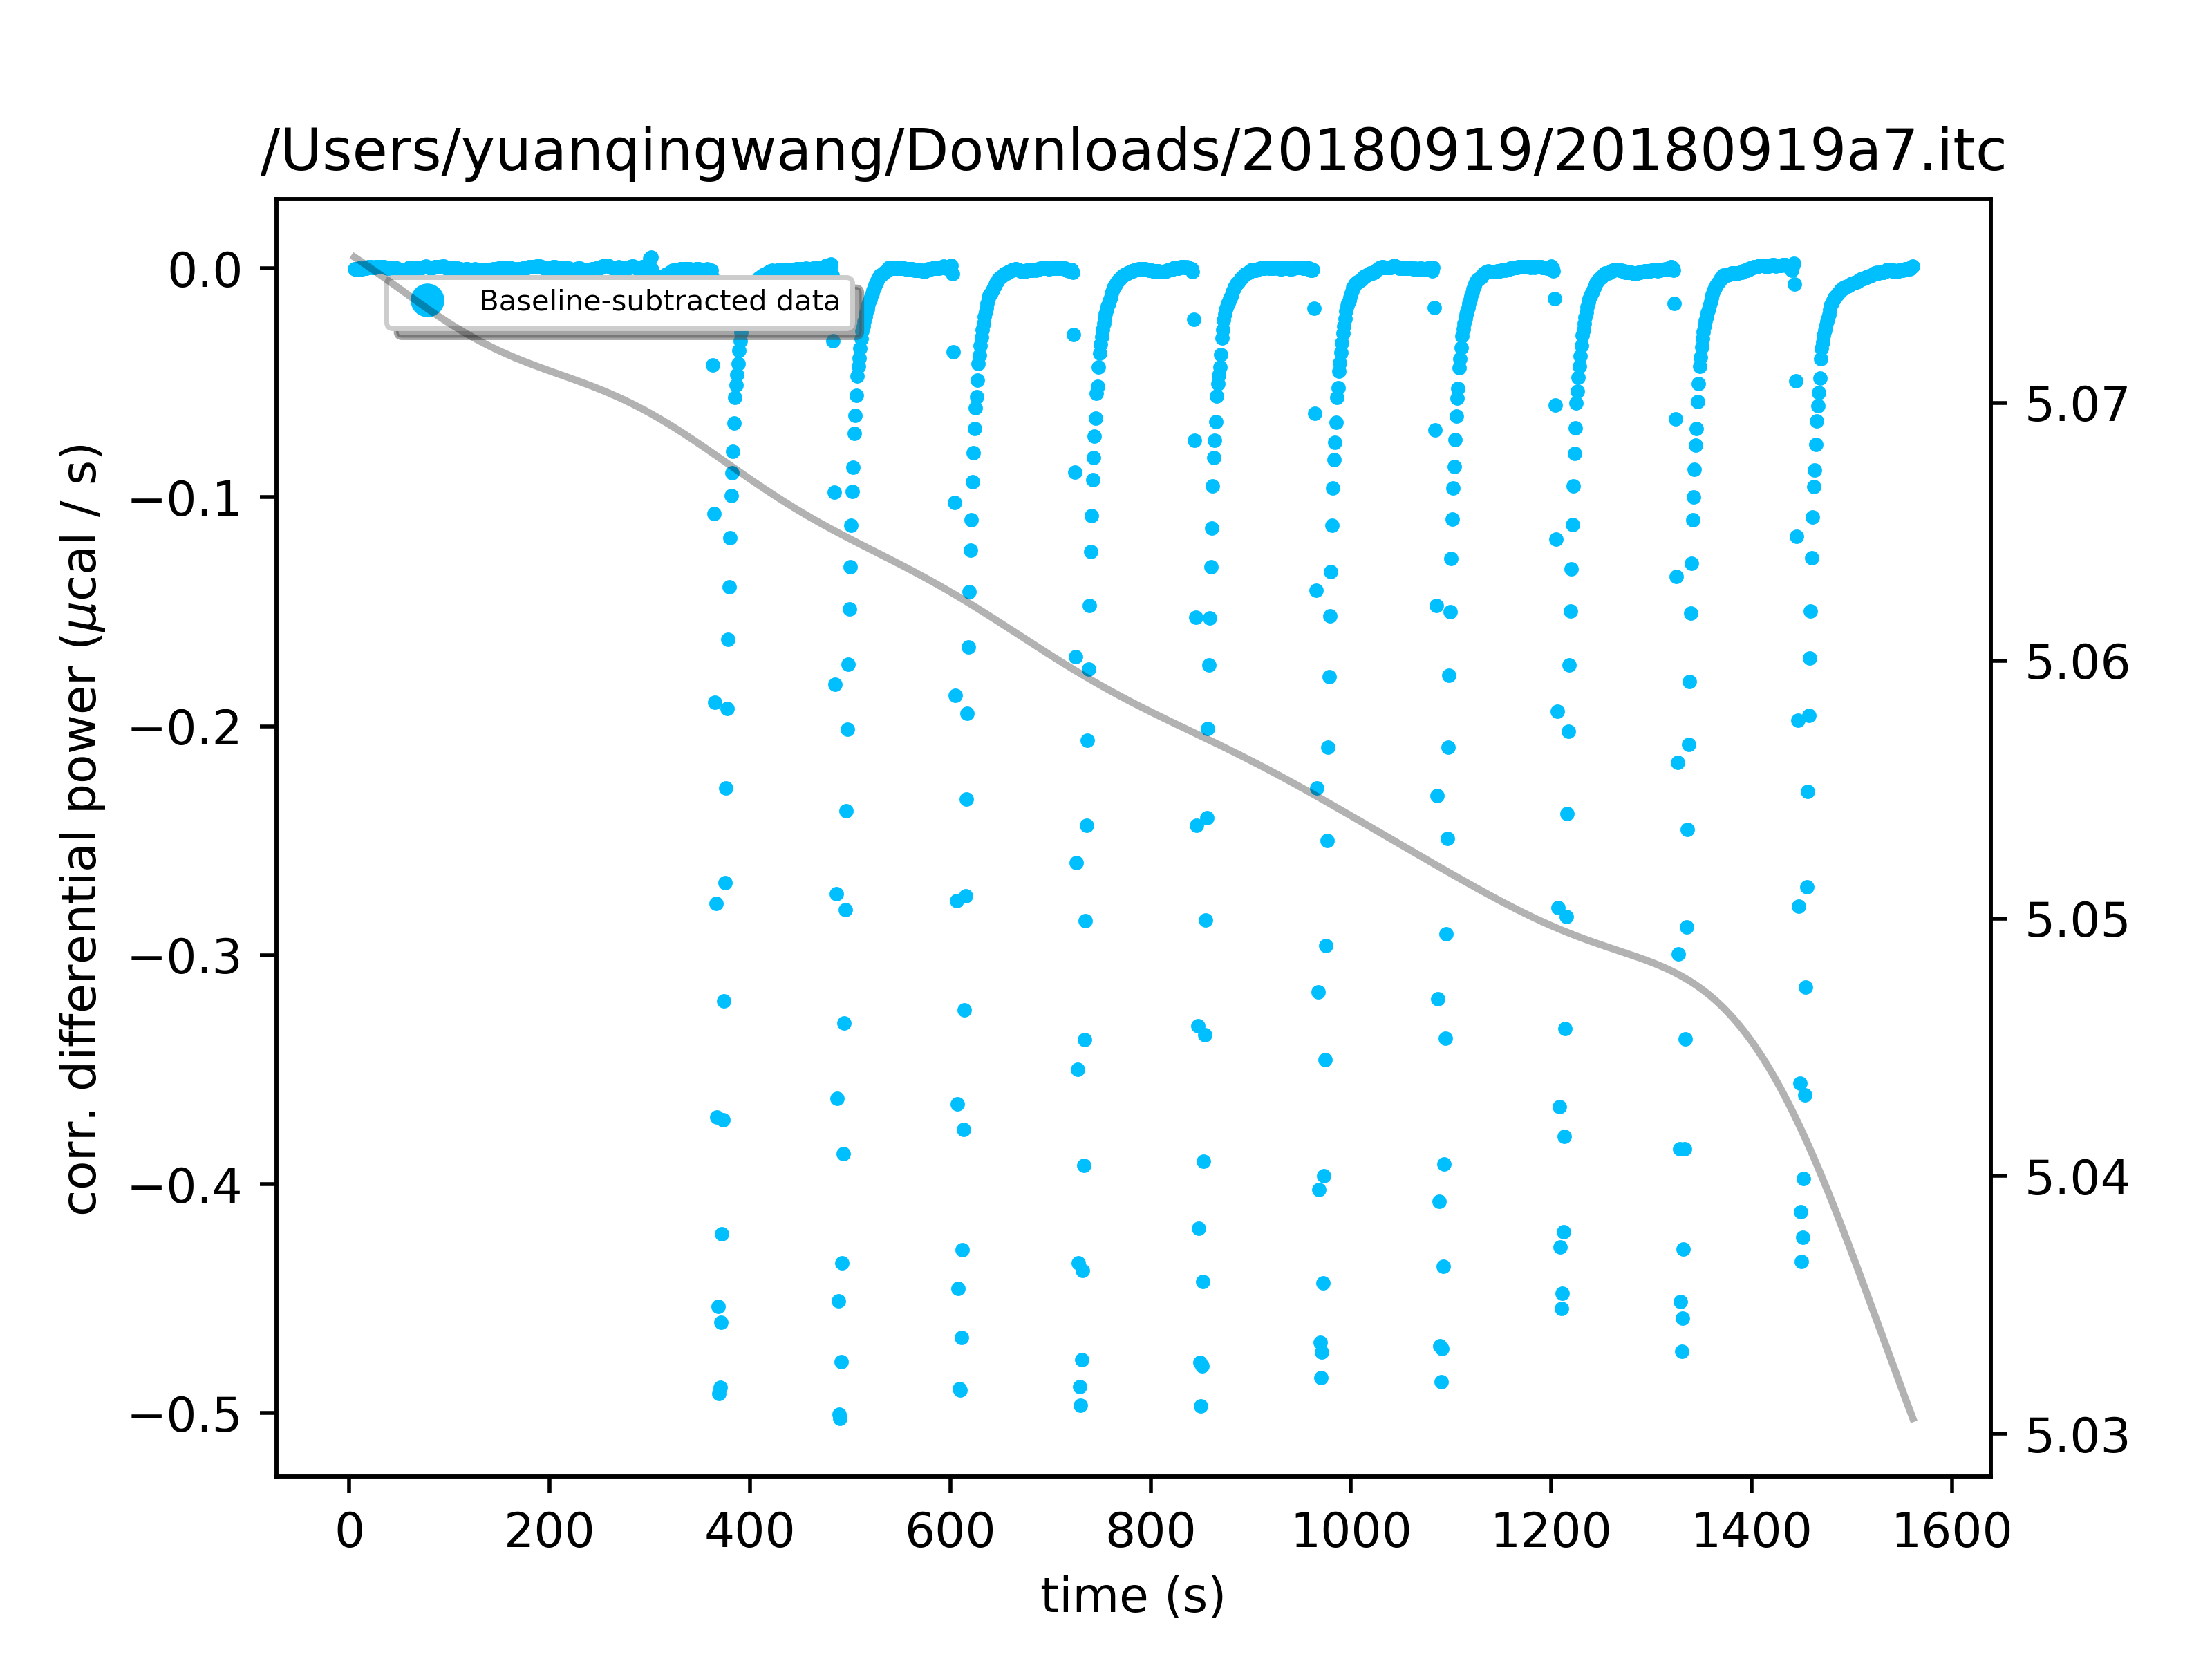 /Users/yuanqingwang/Downloads/20180919/20180919a7.itc
Baseline-subtracted data
corr. differential power (μcal / s)
0.0
−0.1
−0.2
−0.3
−0.4
−0.5
5.07
5.06
5.05
5.04
5.03
0 200 400 600 800 1000 1200 1400 1600
time (s)